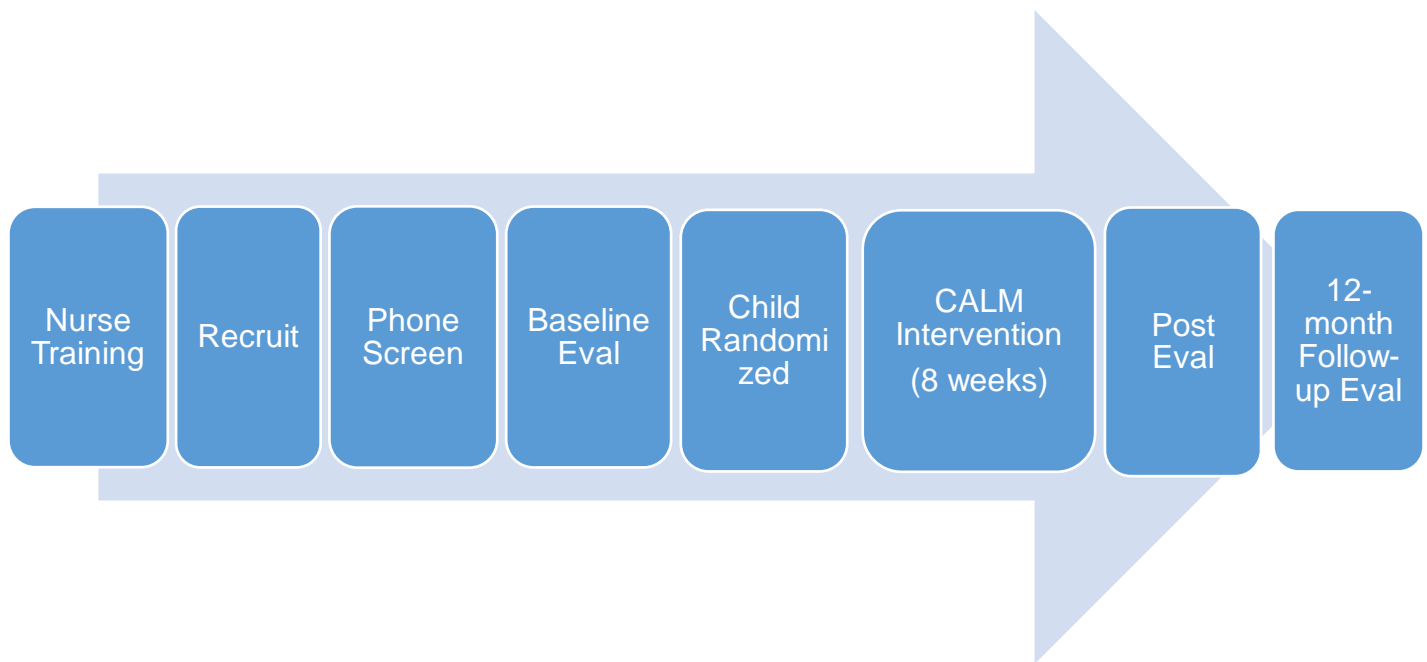 Nurse
Training
Recruit
Phone
Screen
Baseline
Eval
Child
Randomi
zed
CALM
Intervention
(8 weeks)
Post
Eval
12-
month
Follow-
up Eval